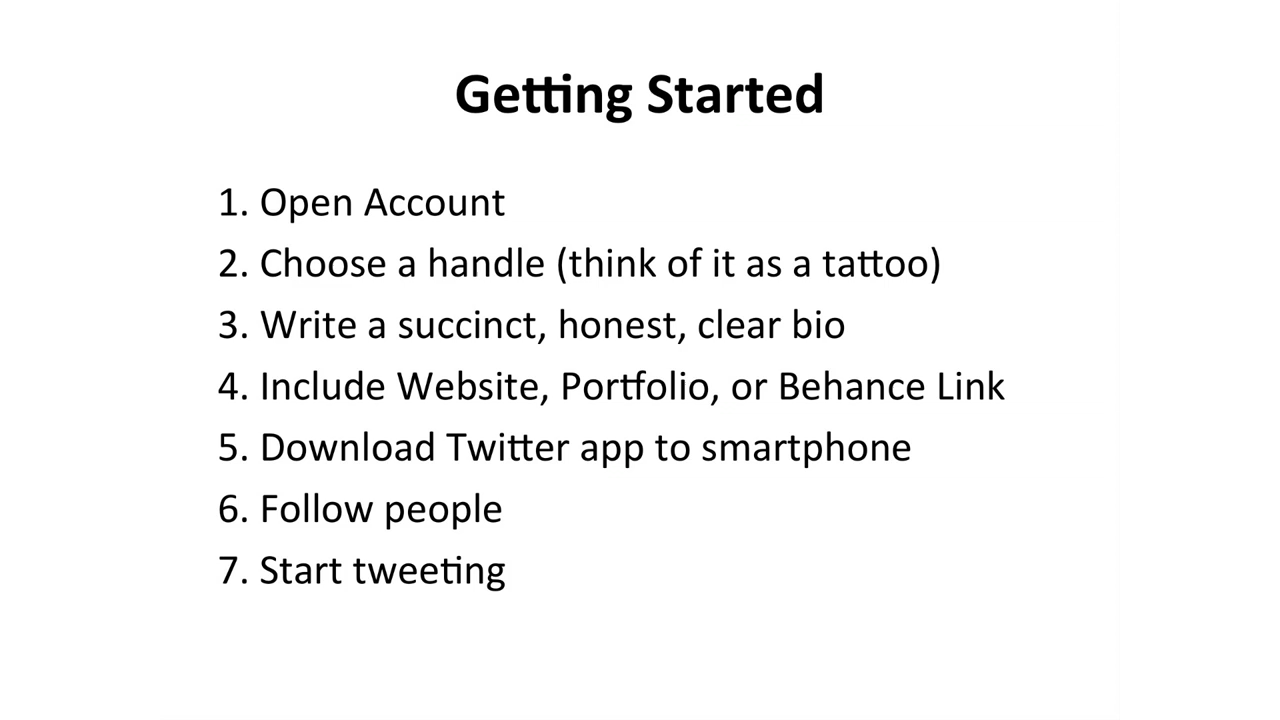 Getting Started
1. Open Account
2. Choose a handle (think of it as a tattoo)
3. Write a succinct, honest, clear bio
4. Include Website, Portfolio, or Behance Link
5. Download Twitter app to smartphone
6. Follow people
7. Start tweeting